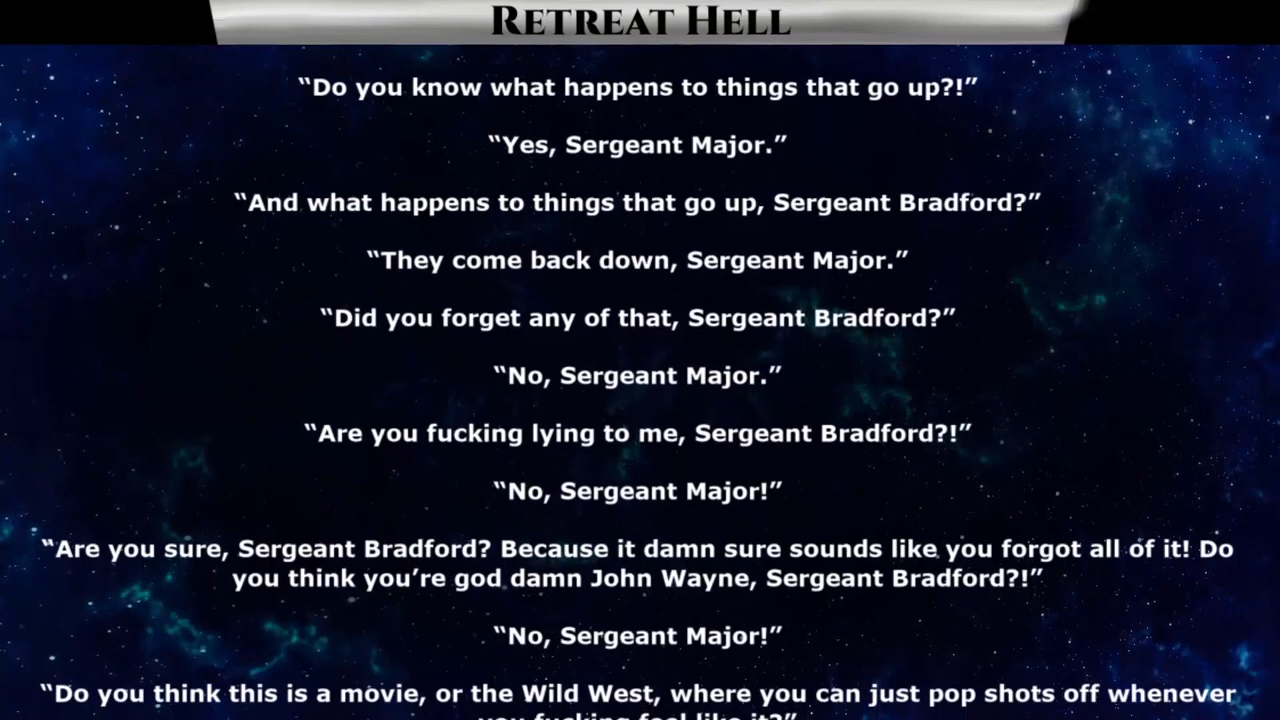 RETREAT HELL
“Do you know what happens to things that go up?!”
“Yes, Sergeant Major.”
“And what happens to things that go up, Sergeant Bradford?”
“They come back down, Sergeant Major.”
“Did you forget any of that, Sergeant Bradford?”
“No, Sergeant Major.”
“Are you fucking lying to me, Sergeant Bradford?!”
“No, Sergeant Major!”
“Are you sure, Sergeant Bradford? Because it damn sure sounds like you forgot all of it! Do
you think you’re god damn John Wayne, Sergeant Bradford?!”
“No, Sergeant Major!”
“Do you think this is a movie, or the Wild West, where you can just pop shots off whenever
you fucking feel like it?”